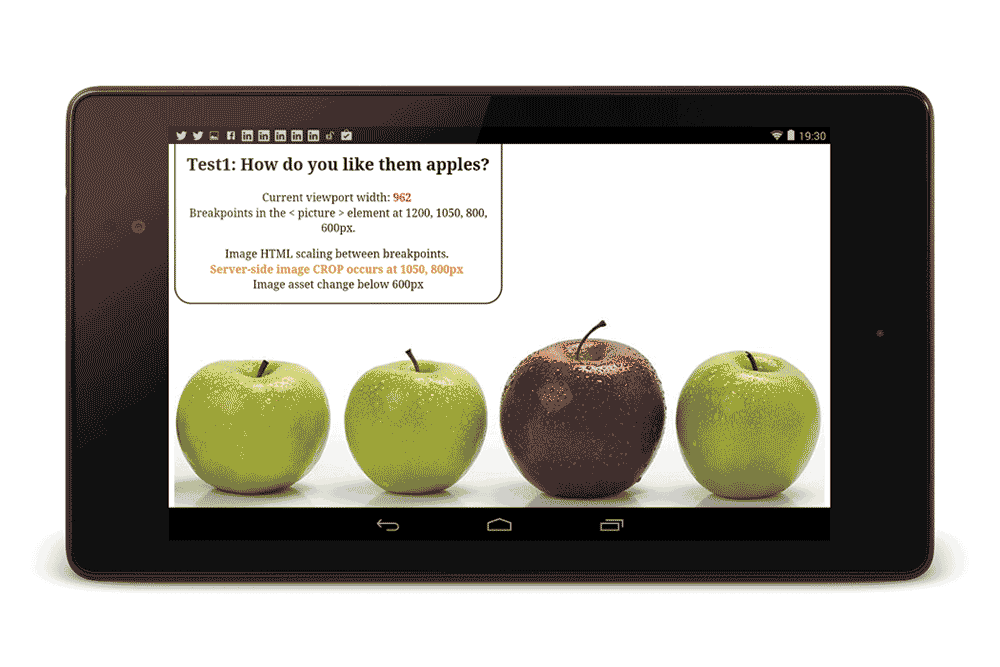 19:30
Test1: How do you like them apples?
Current viewport width: 962
Breakpoints in the < picture > element at 1200, 1050, 800,
600px.
Image HTML scaling between breakpoints.
Server-side image CROP occurs at 1050, 800px
Image asset change below 600px